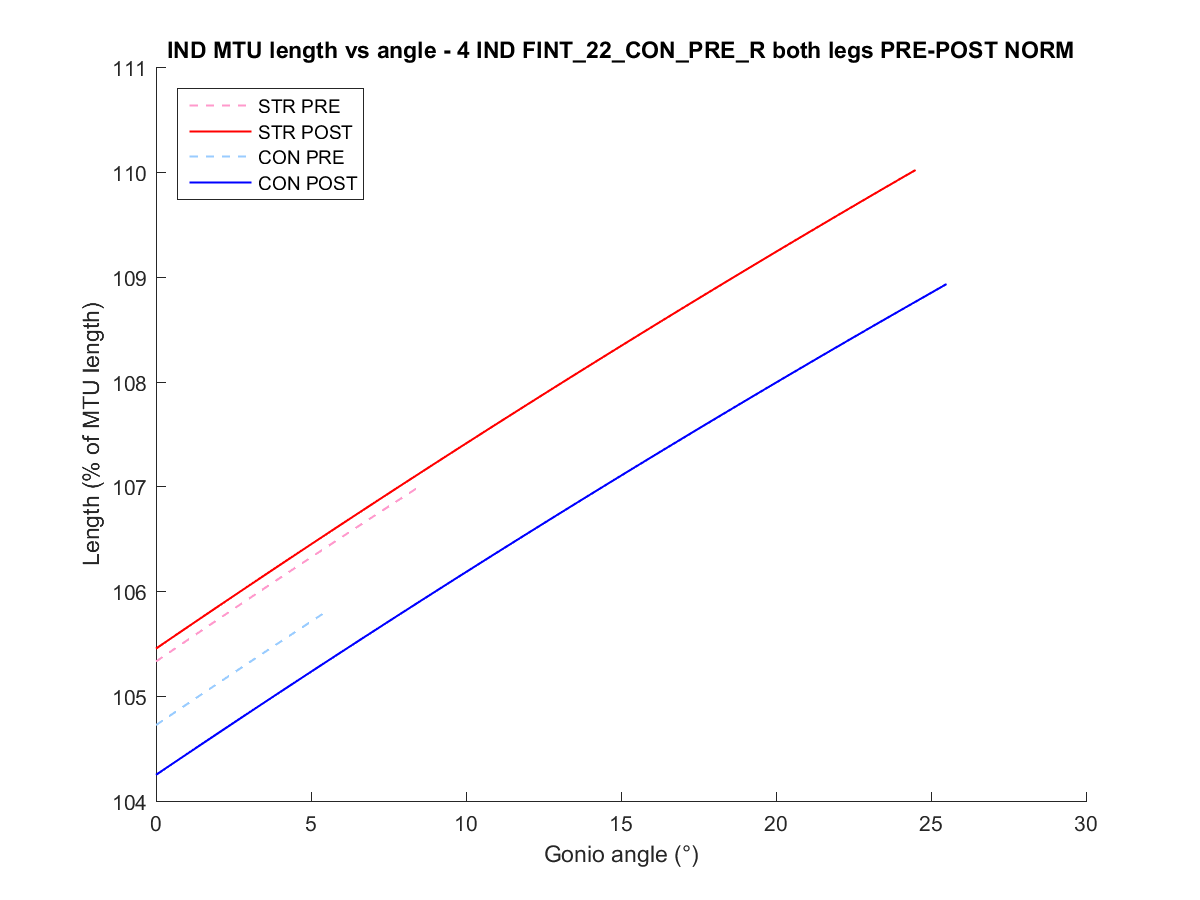 IND MTU length vs angle - 4 IND FINT_22_CON_PRE_R both legs PRE-POST NORM
111
110
109
108
107
106
105
104
Length (% of MTU length)
STR PRE
STR POST
CON PRE
CON POST
0
5
10
15
20
25
30
Gonio angle (°)